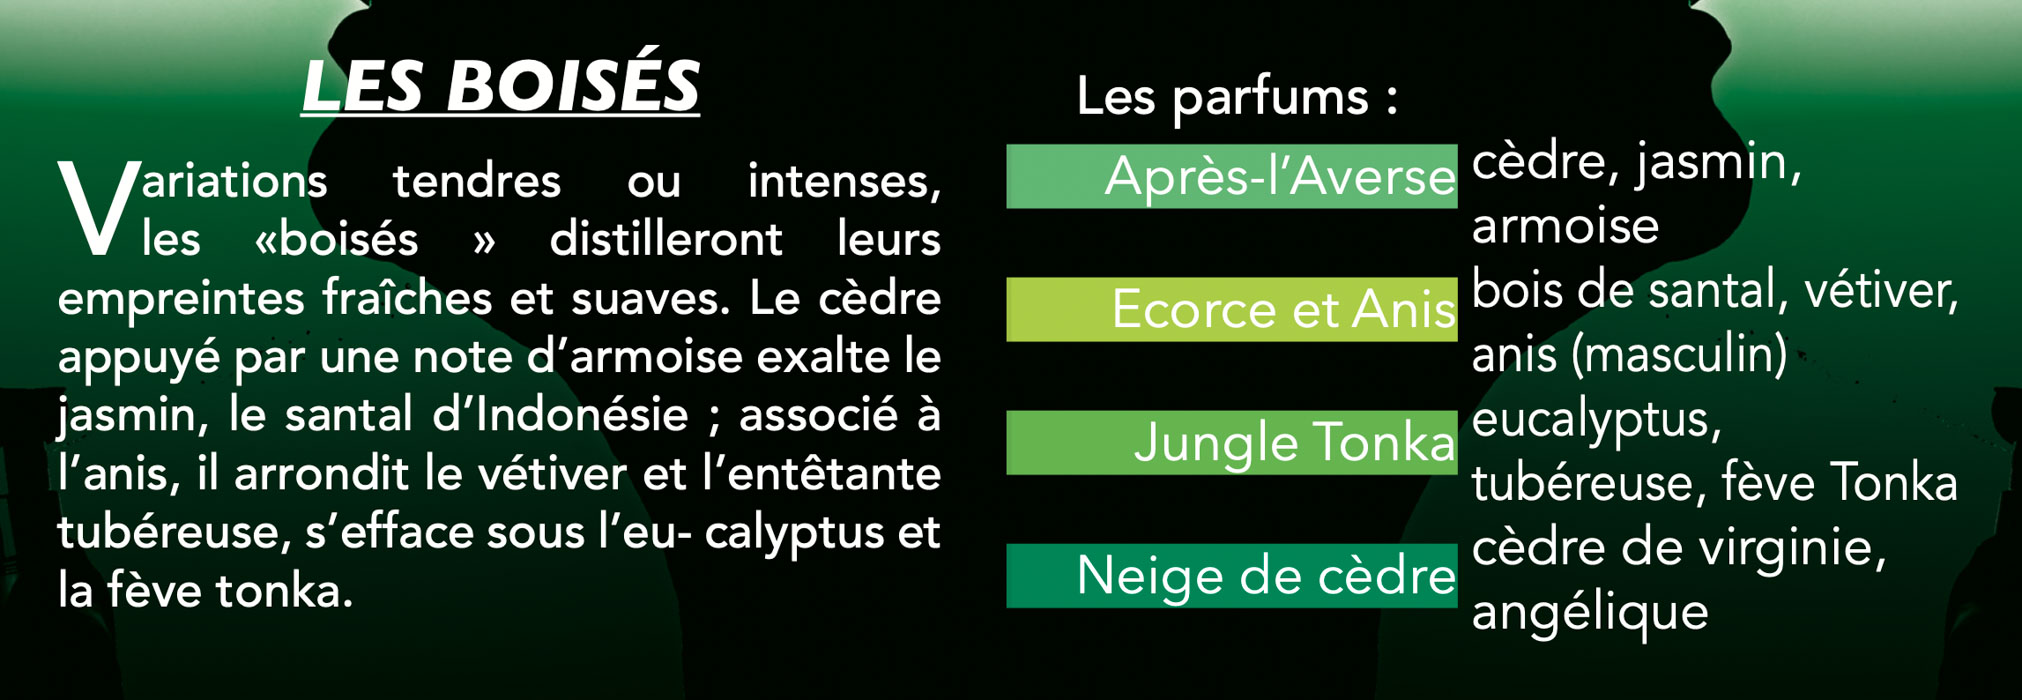 LES BOISÉS
Variations tendres ou intenses,
les «boisés » distilleront leurs
empreintes fraîches et suaves. Le cèdre
appuyé par une note d’armoise exalte le
jasmin, le santal d’Indonésie ; associé à
l’anis, il arrondit le vétiver et l’entêtante
tubéreuse, s’efface sous l’eu- calyptus et
la fève tonka.
Les parfums :
Après-l’Averse
cèdre, jasmin,
armoise
Ecorce et Anis
bois de santal, vétiver,
anis (masculin)
Jungle Tonka
eucalyptus,
tubéreuse, fève Tonka
Neige de cèdre
cèdre de virginie,
angélique